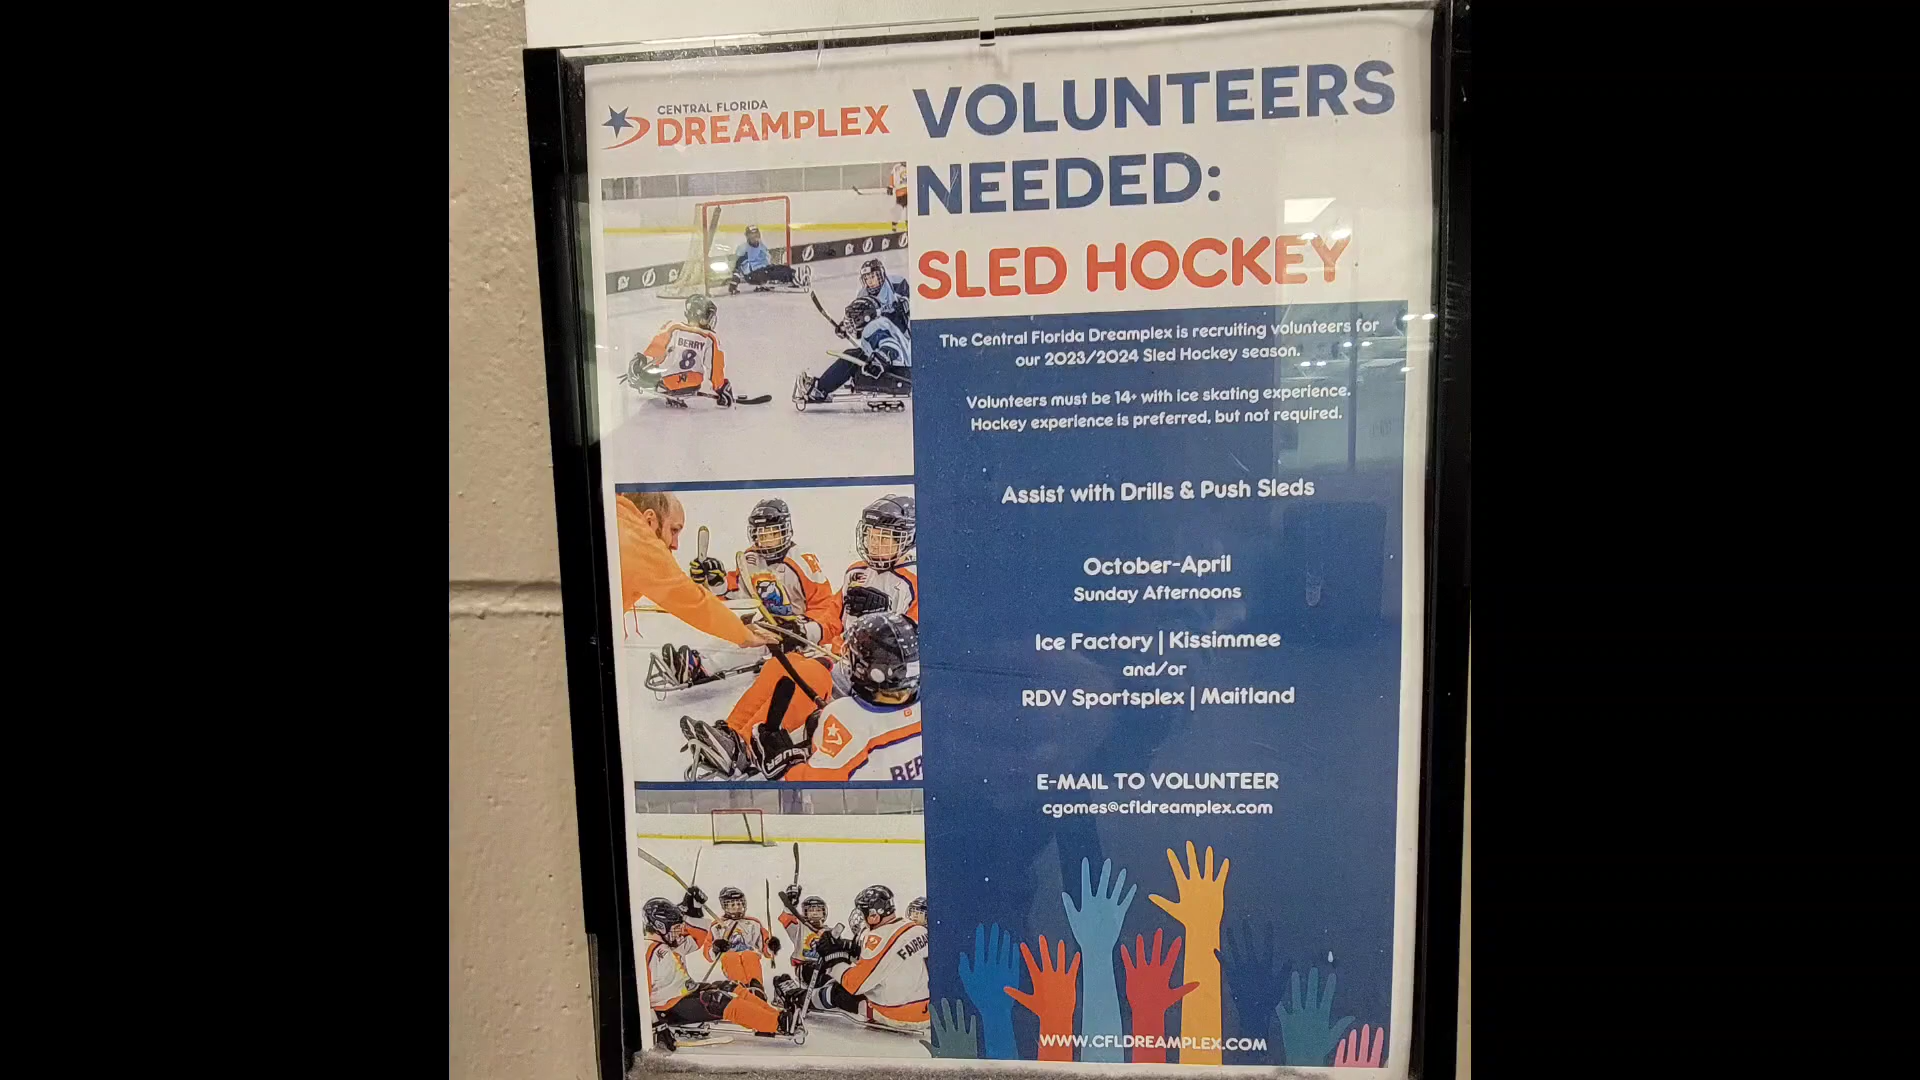 CENTRAL FLORIDA
DREAMPLEX
VOLUNTEERS
NEEDED:
SLED HOCKEY
The Central Florida Dreamplex is recruiting volunteers for
our 2023/2024 Sled Hockey season.
Volunteers must be 14+ with ice skating experience.
Hockey experience is preferred, but not required.
Assist with Drills & Push Sleds
October-April
Sunday Afternoons
Ice Factory | Kissimmee
and/or
RDV Sportsplex | Maitland
E-MAIL TO VOLUNTEER
cgomes@cfldreamplex.com
WWW.CFLDREAMPLEX.COM
BERRY
8
BAUER
BER
FAIRBA